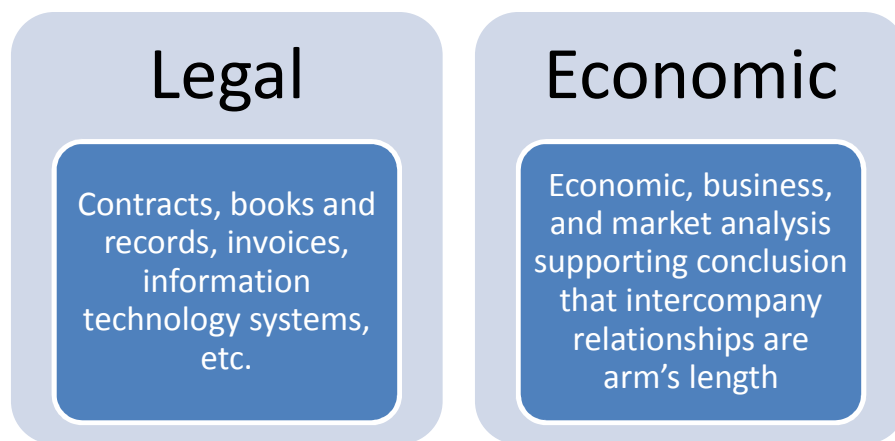 Legal
Contracts, books and
records, invoices,
information
technology systems,
etc.
Economic
Economic, business,
and market analysis
supporting conclusion
that intercompany
relationships are
arm’s length